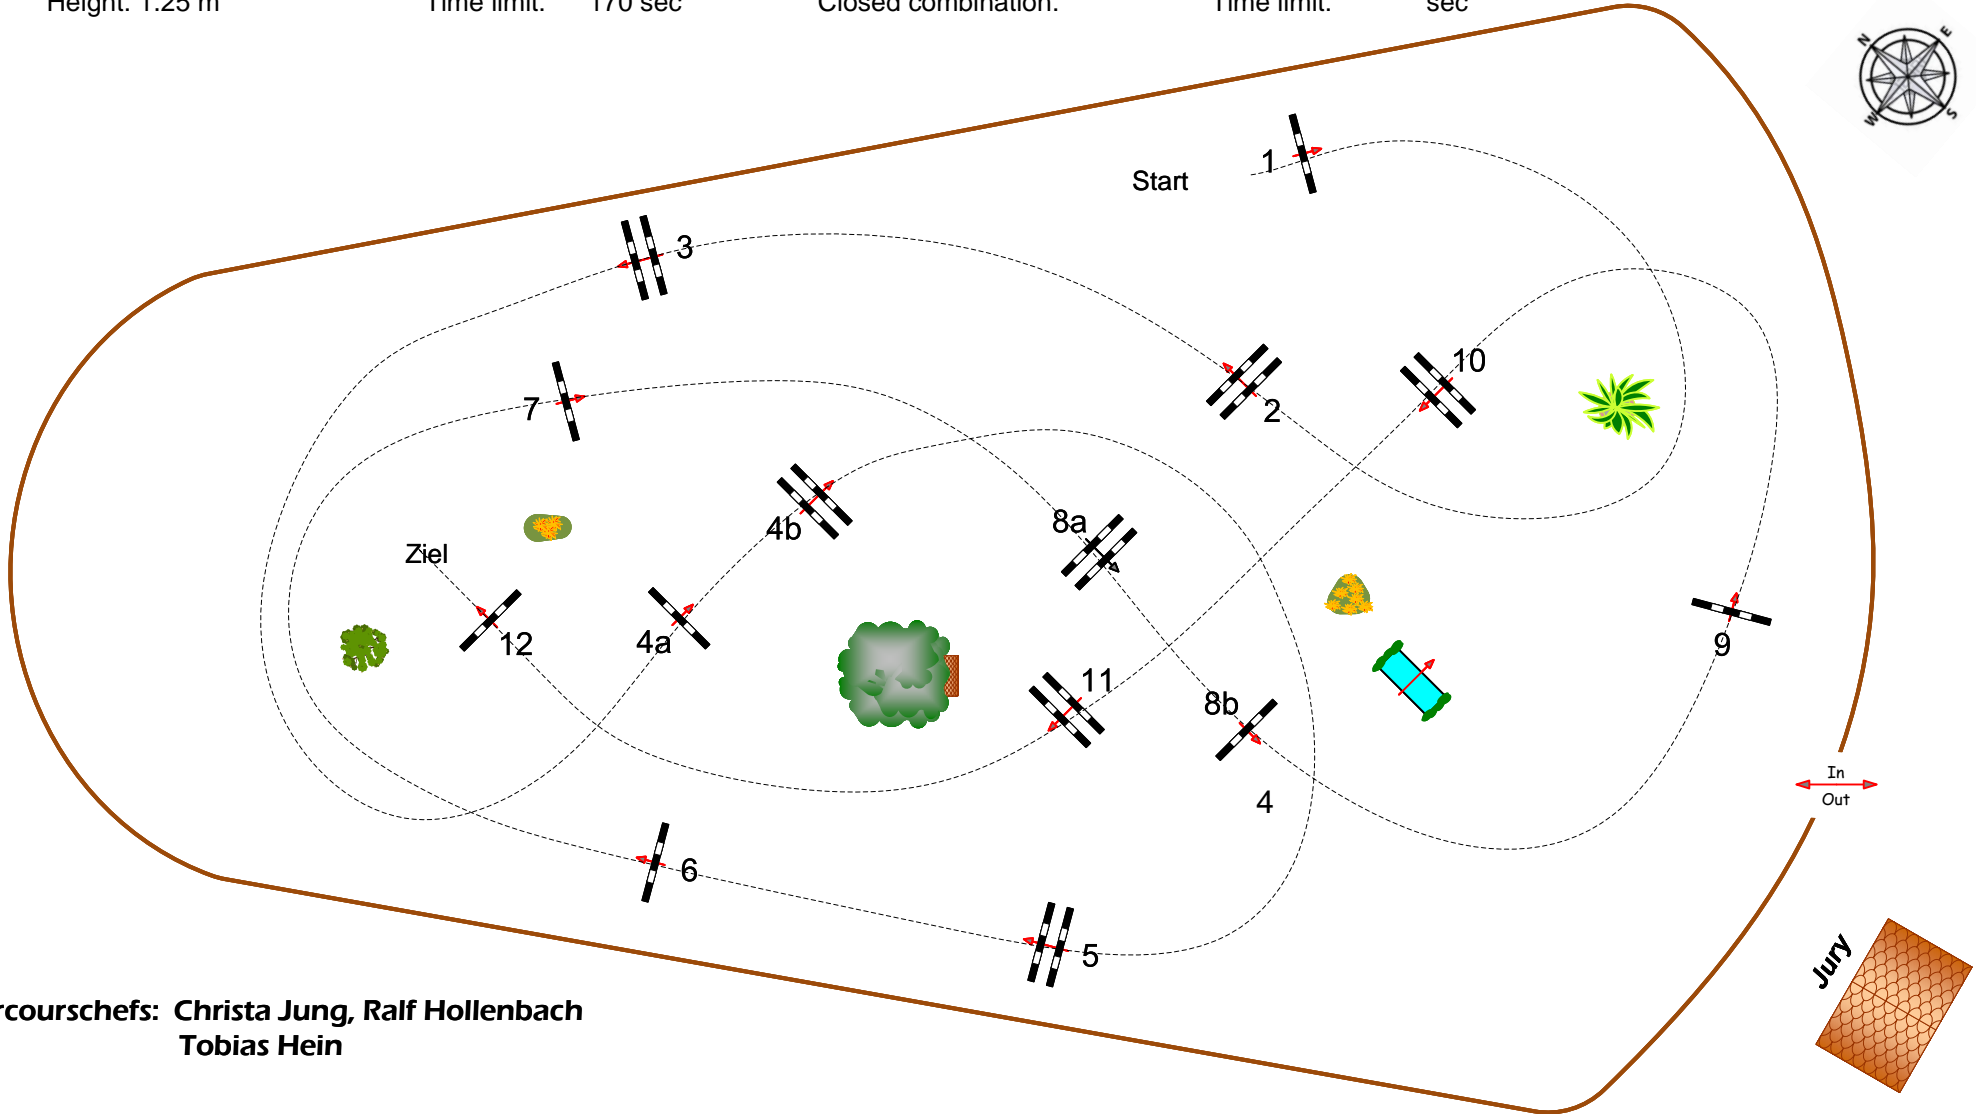 Height: 1.25 m Time limit: 170 sec Closed combination: Time limit: sec
N E
W S
1
Start
3
10
2
7
4b
8a
Ziel
12
4a
9
11
8b
In
Out
4
6
5
Jury
rcourschefs: Christa Jung, Ralf Hollenbach
Tobias Hein